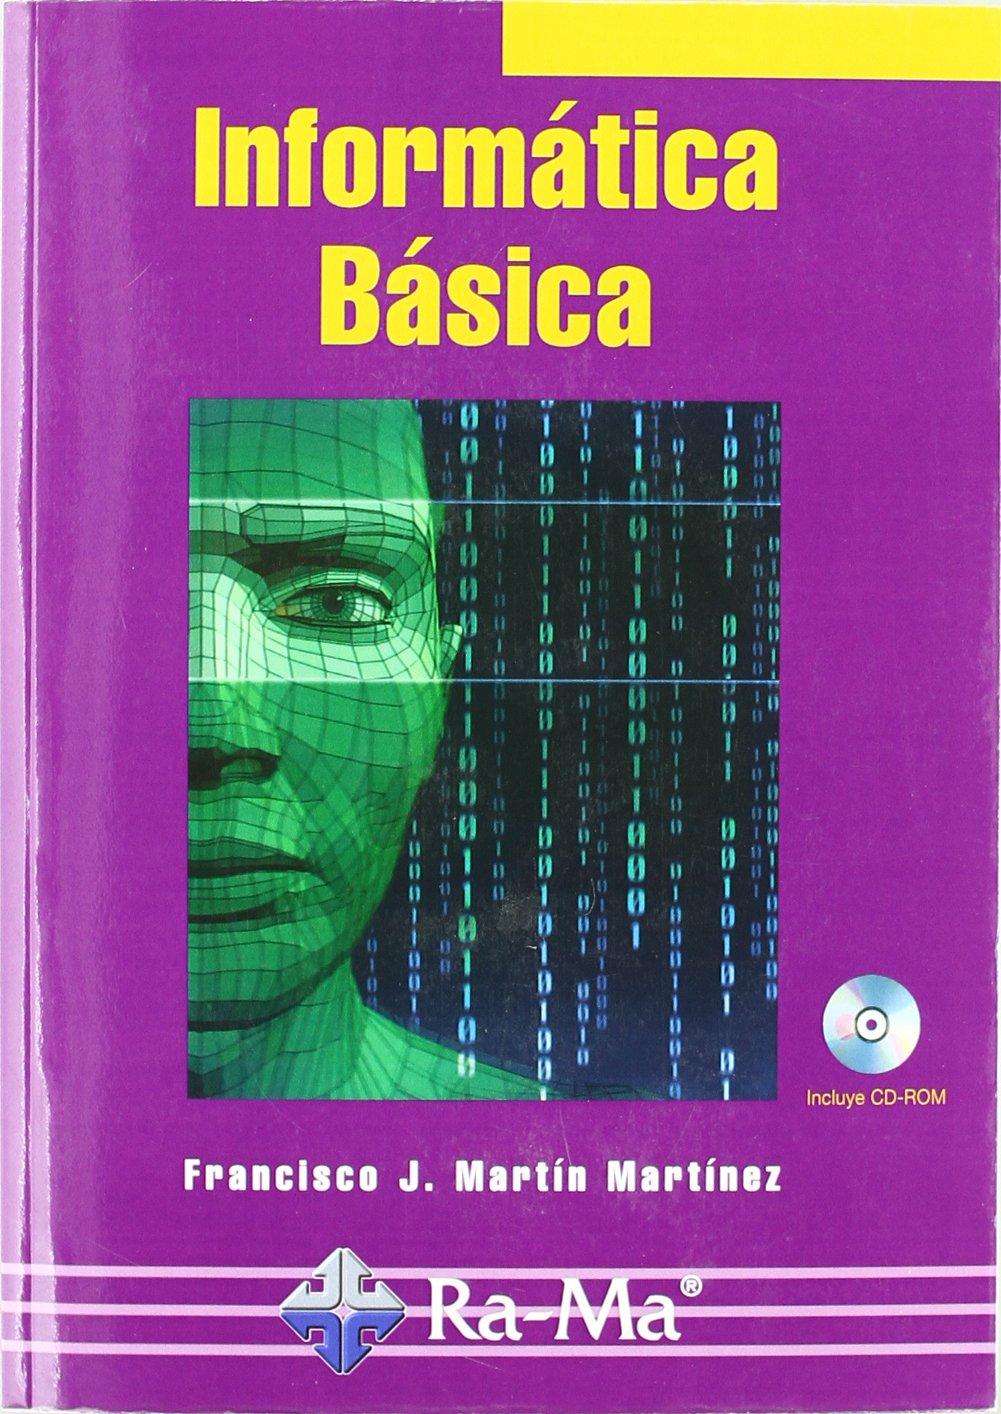 Informática
Básica
Incluye CD-ROM
Francisco J. Martín Martínez
Ra-Ma®